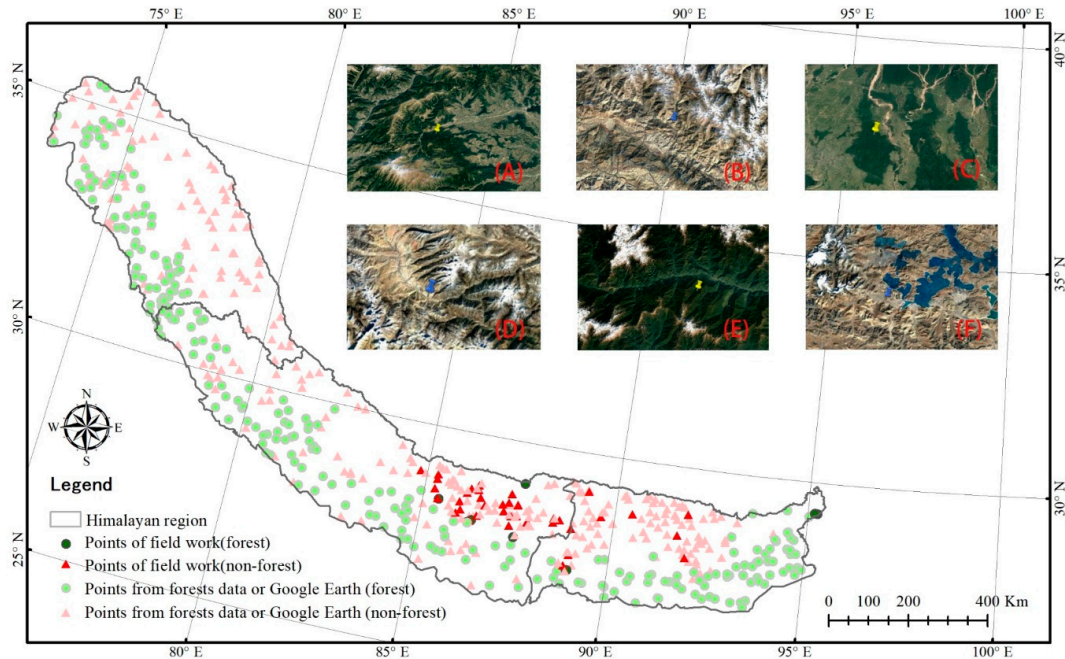 75° E
80° E
85° E
90° E
95° E
100° E
35° N
40° N
(A)
(B)
(C)
35° N
(D)
(E)
(F)
30° N
N
W E
S
Legend
Himalayan region
Points of field work(forest)
Points of field work(non-forest)
Points from forests data or Google Earth (forest)
Points from forests data or Google Earth (non-forest)
30° N
25° N
0 100 200 300 400 Km
80° E
85° E
90° E
95° E
100° E